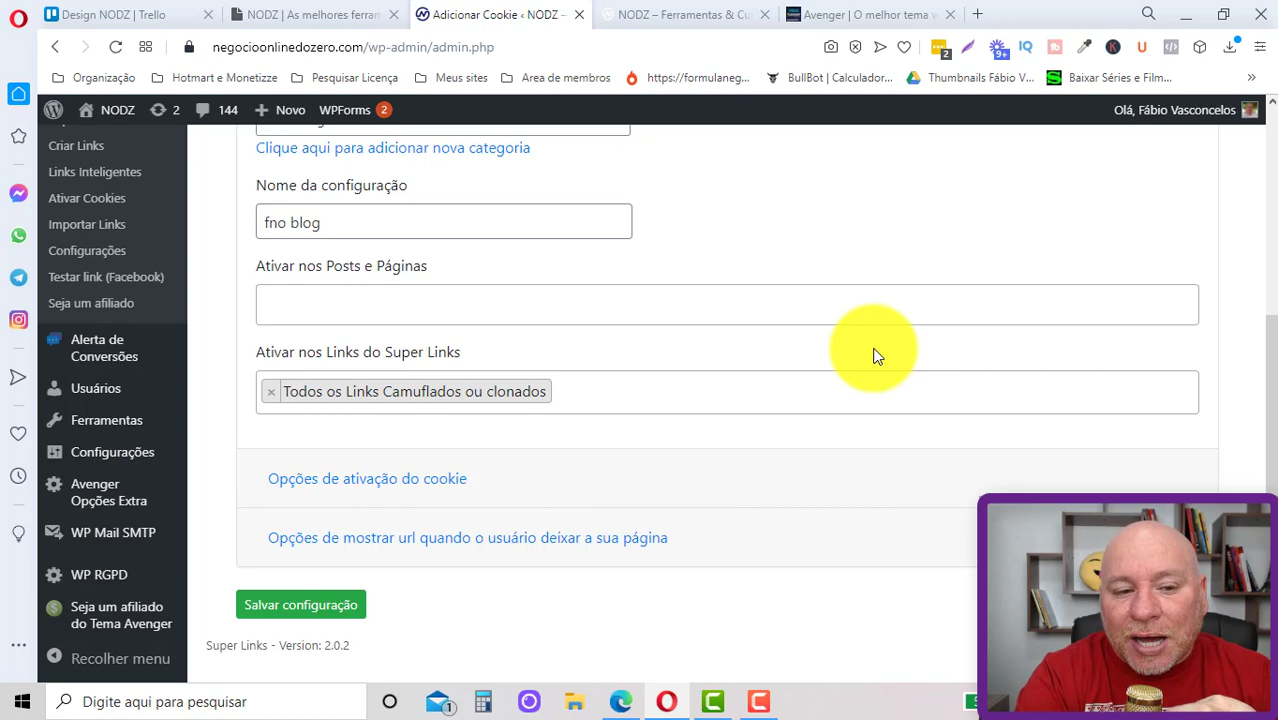 Design NODZ | Trello
NODZ | As melhores ferran
Adicionar Cookie ‹ NODZ –
NODZ – Ferramentas & Cu
Avenger | O melhor tema w
negocioonlinedozero.com/wp-admin/admin.php
2
9+
IQ
K
U
Organização
Hotmart e Monetizze
Pesquisar Licença
Meus sites
Area de membros
https://formulaneg...
BullBot | Calculador...
Thumbnails Fábio V...
S
Baixar Séries e Film...
»
NODZ
2
144
Novo
WPForms 2
Olá, Fábio Vasconcelos
Criar Links
Links Inteligentes
Ativar Cookies
Importar Links
Configurações
Testar link (Facebook)
Seja um afiliado
Alerta de
Conversões
Usuários
Ferramentas
Configurações
Avenger
Opções Extra
WP Mail SMTP
WP RGPD
Seja um afiliado
do Tema Avenger
Recolher menu
Clique aqui para adicionar nova categoria
Nome da configuração
fno blog
Ativar nos Posts e Páginas
Ativar nos Links do Super Links
× Todos os Links Camuflados ou clonados
Opções de ativação do cookie
Opções de mostrar url quando o usuário deixar a sua página
Salvar configuração
Super Links - Version: 2.0.2
Digite aqui para pesquisar
1